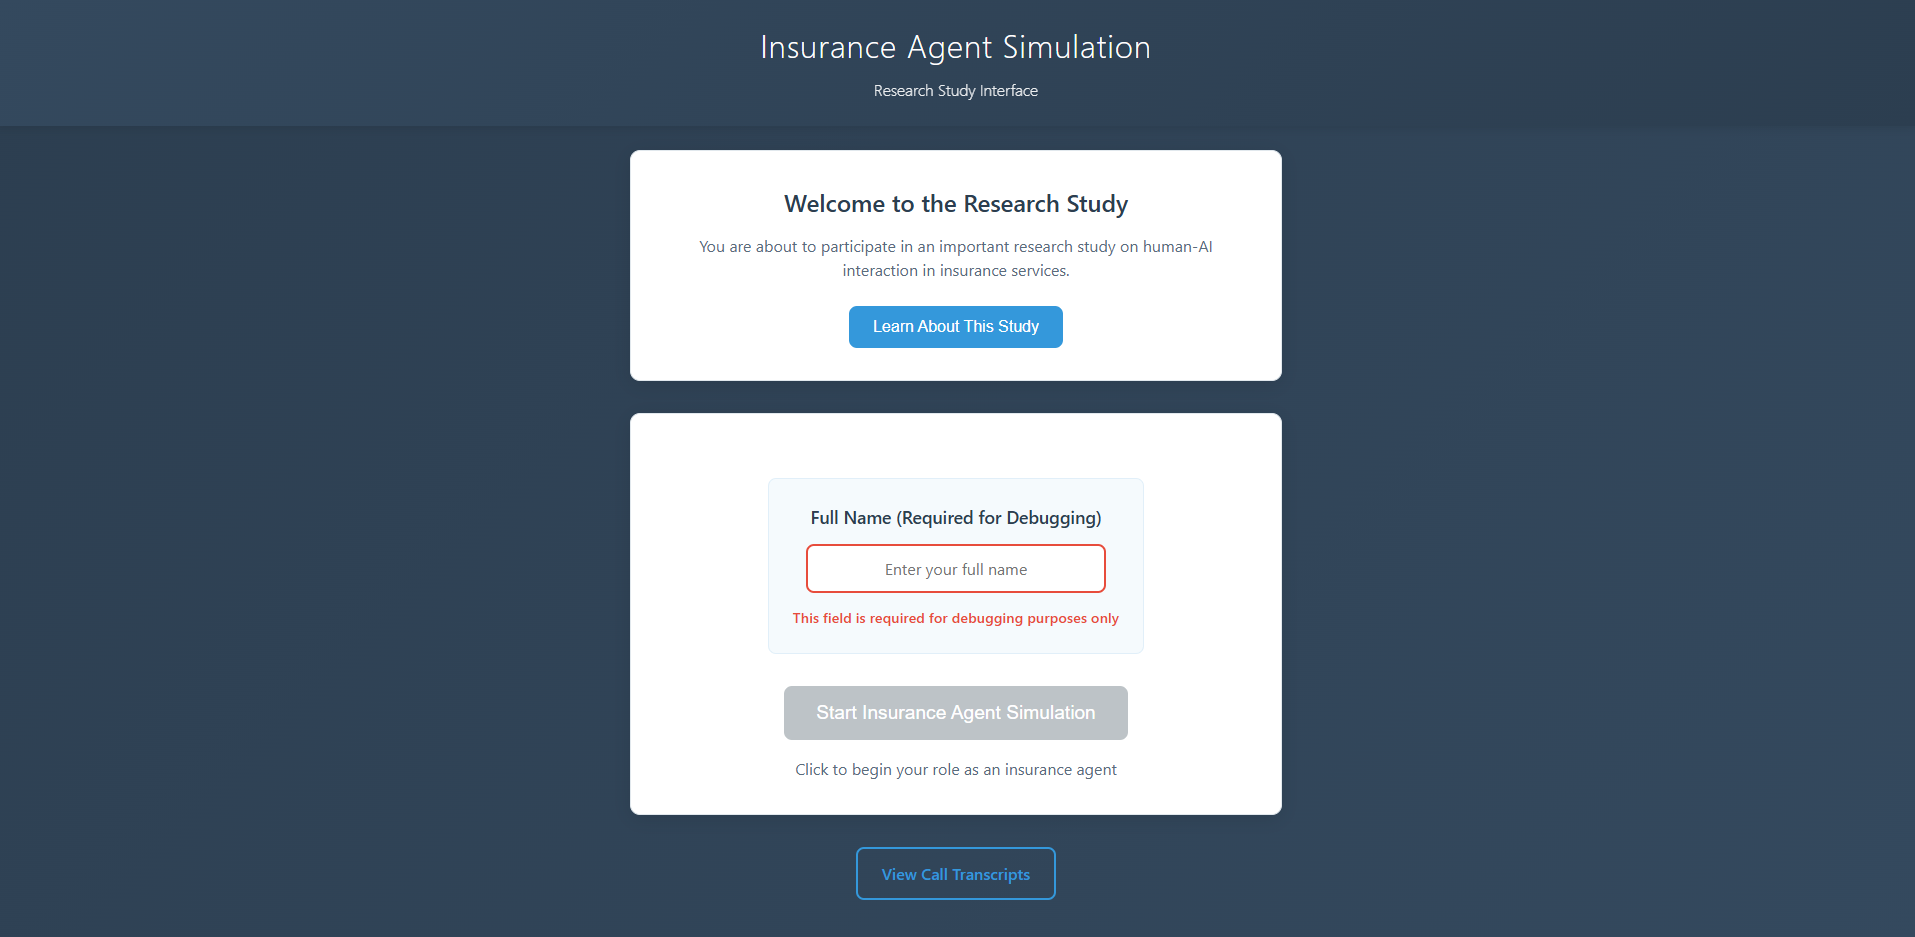 Insurance Agent Simulation
Research Study Interface
Welcome to the Research Study
You are about to participate in an important research study on human-AI
interaction in insurance services.
Learn About This Study
Full Name (Required for Debugging)
Enter your full name
This field is required for debugging purposes only
Start Insurance Agent Simulation
Click to begin your role as an insurance agent
View Call Transcripts